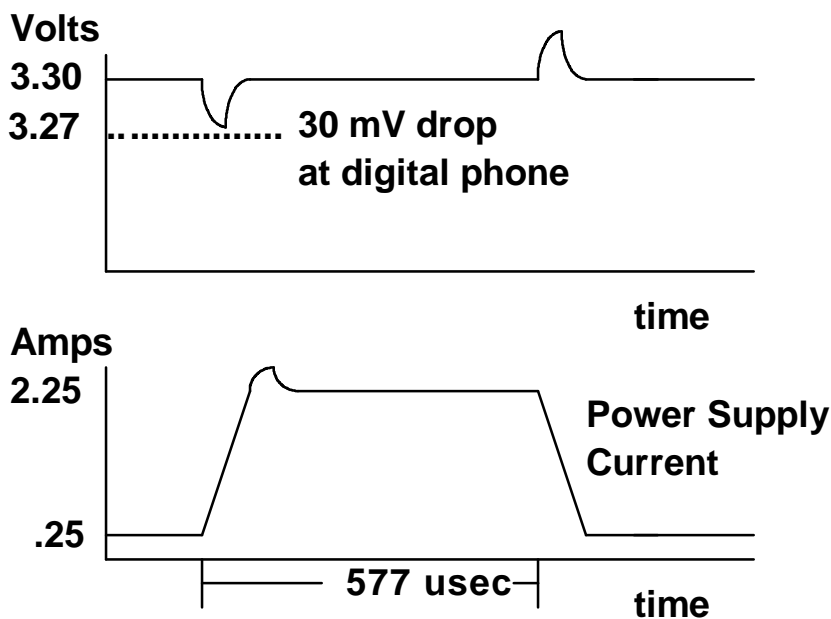 Volts
3.30
3.27
30 mV drop
at digital phone
time
Amps
2.25
Power Supply
Current
.25
577 usec
time